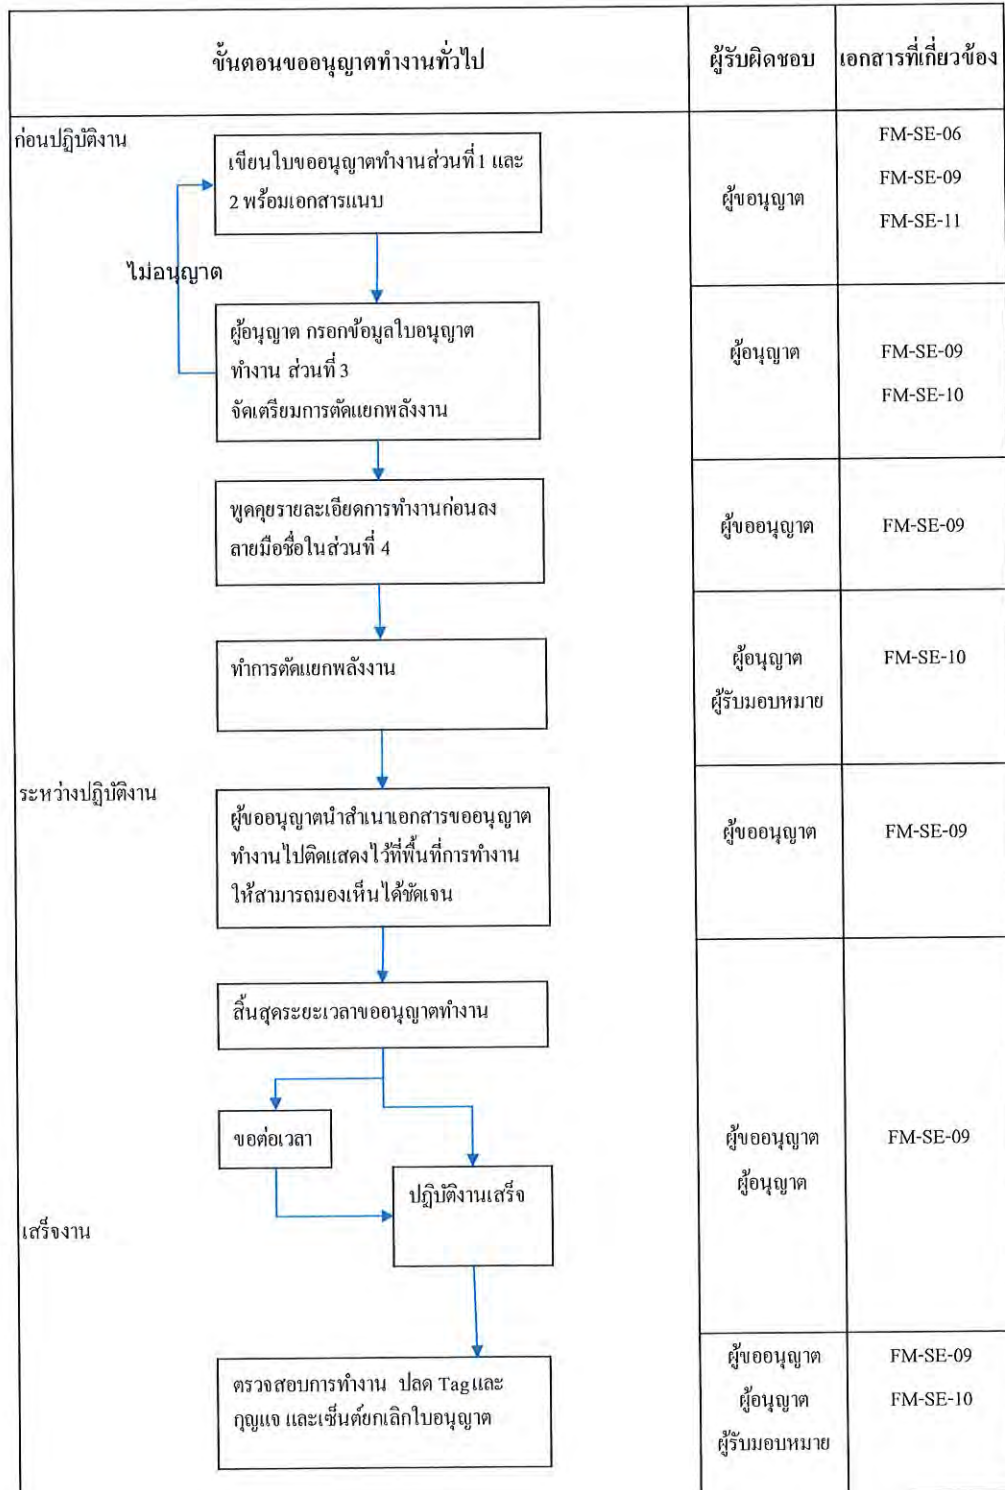 ขั้นตอนขออนุญาตทำงานทั่วไป
ผู้รับผิดชอบ
เอกสารที่เกี่ยวข้อง
ก่อนปฏิบัติงาน
เขียนใบขออนุญาตทำงานส่วนที่ 1 และ
2 พร้อมเอกสารแนบ
ผู้ขอนุญาต
FM-SE-06
FM-SE-09
FM-SE-11
ไม่อนุญาต
ผู้อนุญาต กรอกข้อมูลใบอนุญาต
ทำงาน ส่วนที่ 3
จัดเตรียมการตัดแยกพลังงาน
ผู้อนุญาต
FM-SE-09
FM-SE-10
พูดคุยรายละเอียดการทำงานก่อนลง
ลายมือชื่อในส่วนที่ 4
ผู้ขออนุญาต
FM-SE-09
ทำการตัดแยกพลังงาน
ผู้อนุญาต
ผู้รับมอบหมาย
FM-SE-10
ระหว่างปฏิบัติงาน
ผู้ขออนุญาตนำสำเนาเอกสารขออนุญาต
ทำงานไปติดแสดงไว้ที่พื้นที่การทำงาน
ให้สามารถมองเห็นได้ชัดเจน
ผู้ขออนุญาต
FM-SE-09
สิ้นสุดระยะเวลาขออนุญาตทำงาน
ขอต่อเวลา
ปฏิบัติงานเสร็จ
ผู้ขออนุญาต
ผู้อนุญาต
FM-SE-09
เสร็จงาน
ตรวจสอบการทำงาน ปลด Tag และ
กุญแจ และเซ็นต์ยกเลิกใบอนุญาต
ผู้ขออนุญาต
ผู้อนุญาต
ผู้รับมอบหมาย
FM-SE-09
FM-SE-10